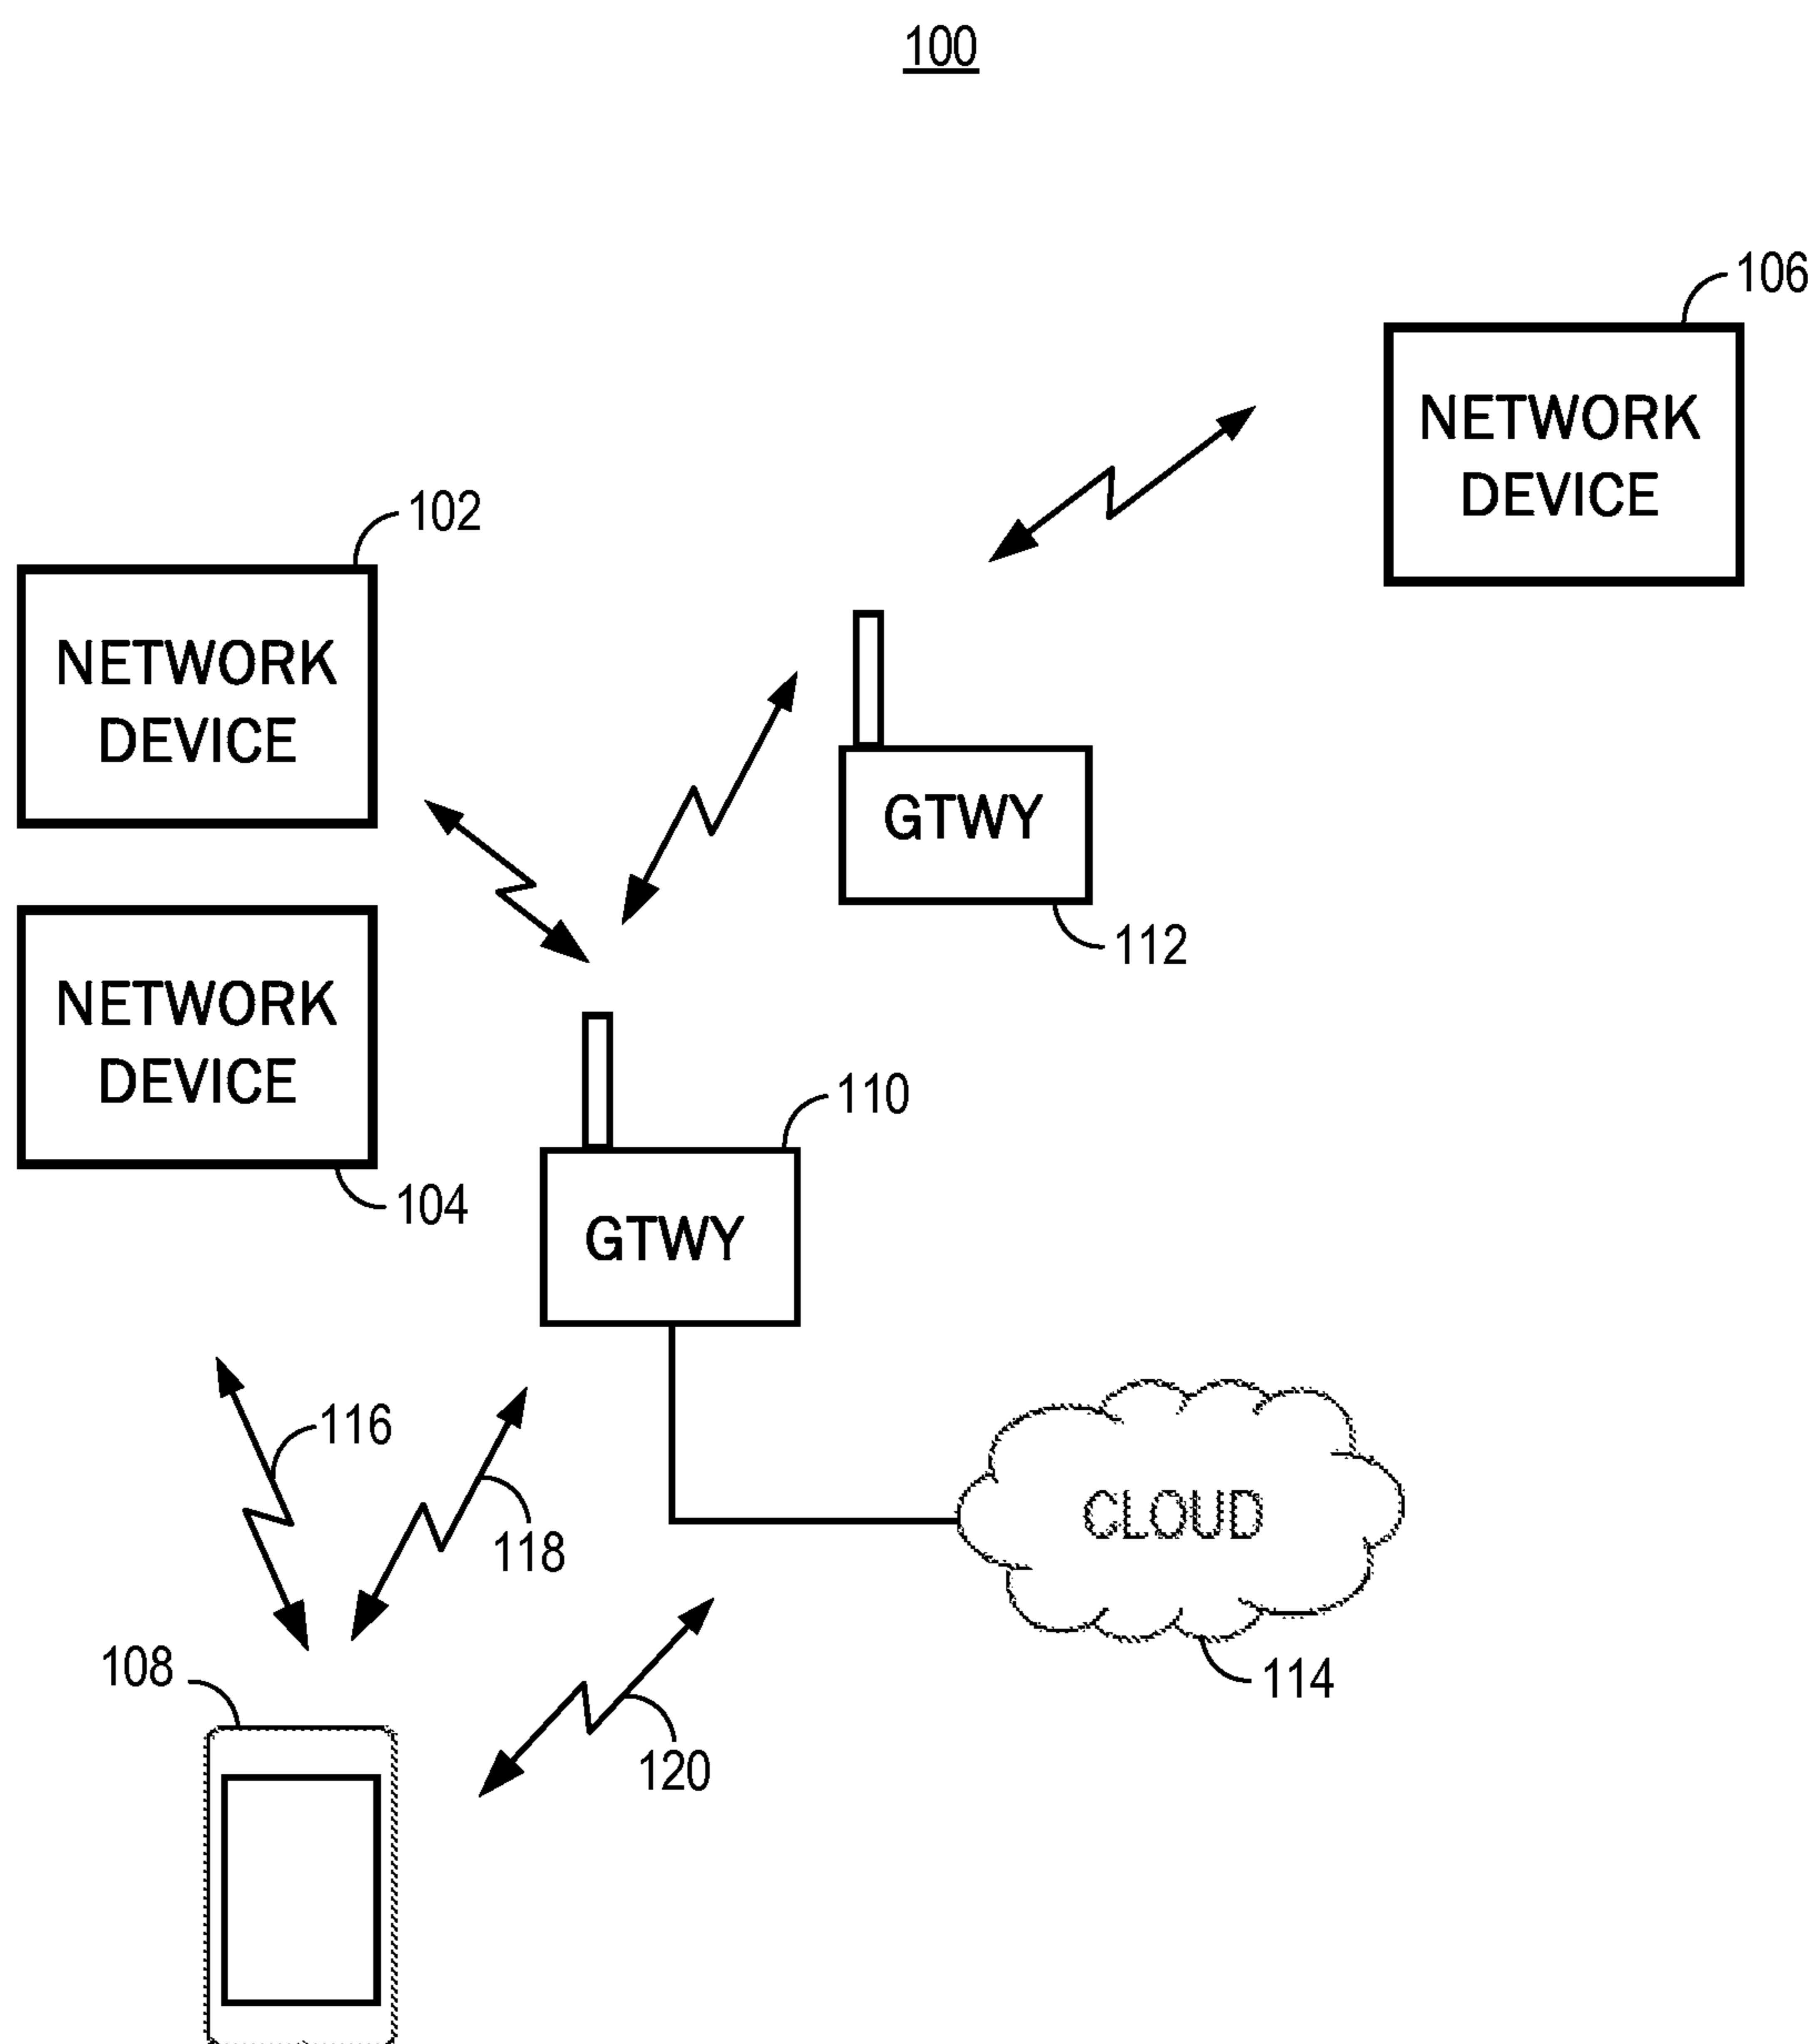 100
106
NETWORK
DEVICE
102
NETWORK
DEVICE
GTWY
112
NETWORK
DEVICE
104
110
GTWY
116
118
CLOUD
114
108
120